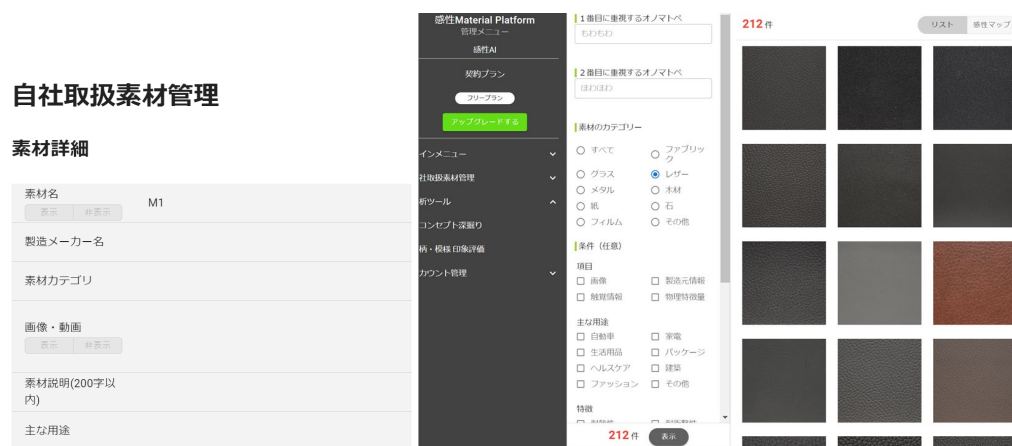 自社取扱素材管理
素材詳細
素材名
表示 非表示
M1
製造メーカー名
素材カテゴリ
画像・動画
表示 非表示
素材説明(200字以
内)
主な用途
感性Material Platform
管理メニュー
感性AI
契約プラン
フリープラン
アップグレードする
インメニュー
社取扱素材管理
析ツール
コンセプト深掘り
柄・模様 印象評価
カウント管理
1番目に重視するオノマトペ
もわもわ
2番目に重視するオノマトペ
ほわほわ
素材のカテゴリー
すべて
ファブリッ
ク
グラス
レザー
メタル
木材
紙
石
フィルム
その他
条件（任意）
項目
画像
製造元情報
触覚情報
物理特徴量
主な用途
自動車
家電
生活用品
パッケージ
ヘルスケア
建築
ファッション
その他
特徴
212 件
表示
212 件
リスト
感性マップ